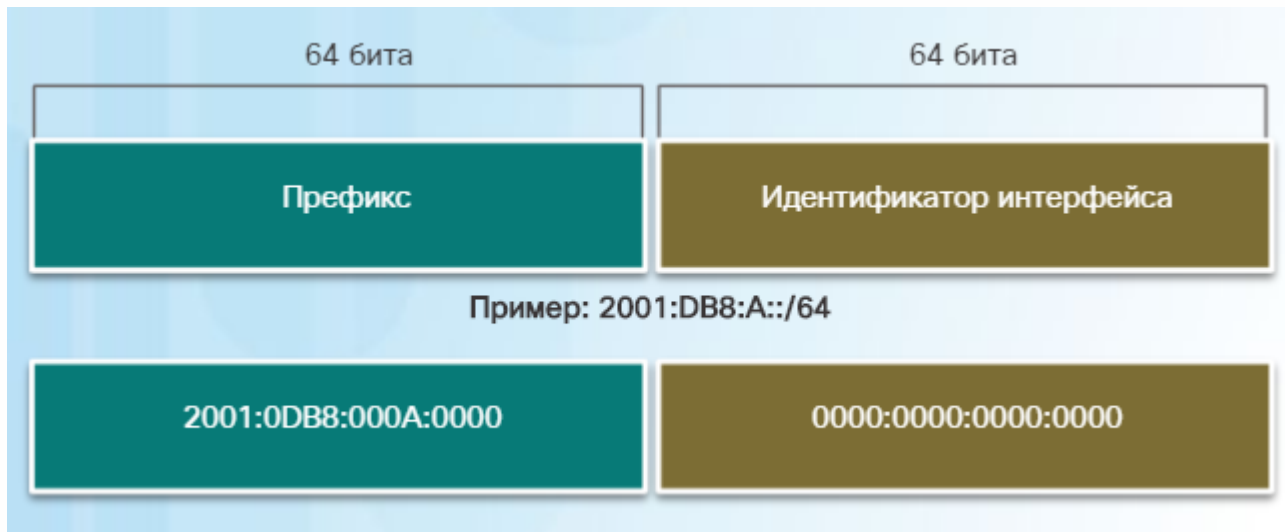 64 бита 64 бита
Префикс Идентификатор интерфейса
Пример: 2001:DB8:A::/64
2001:0DB8:000A:0000 0000:0000:0000:0000